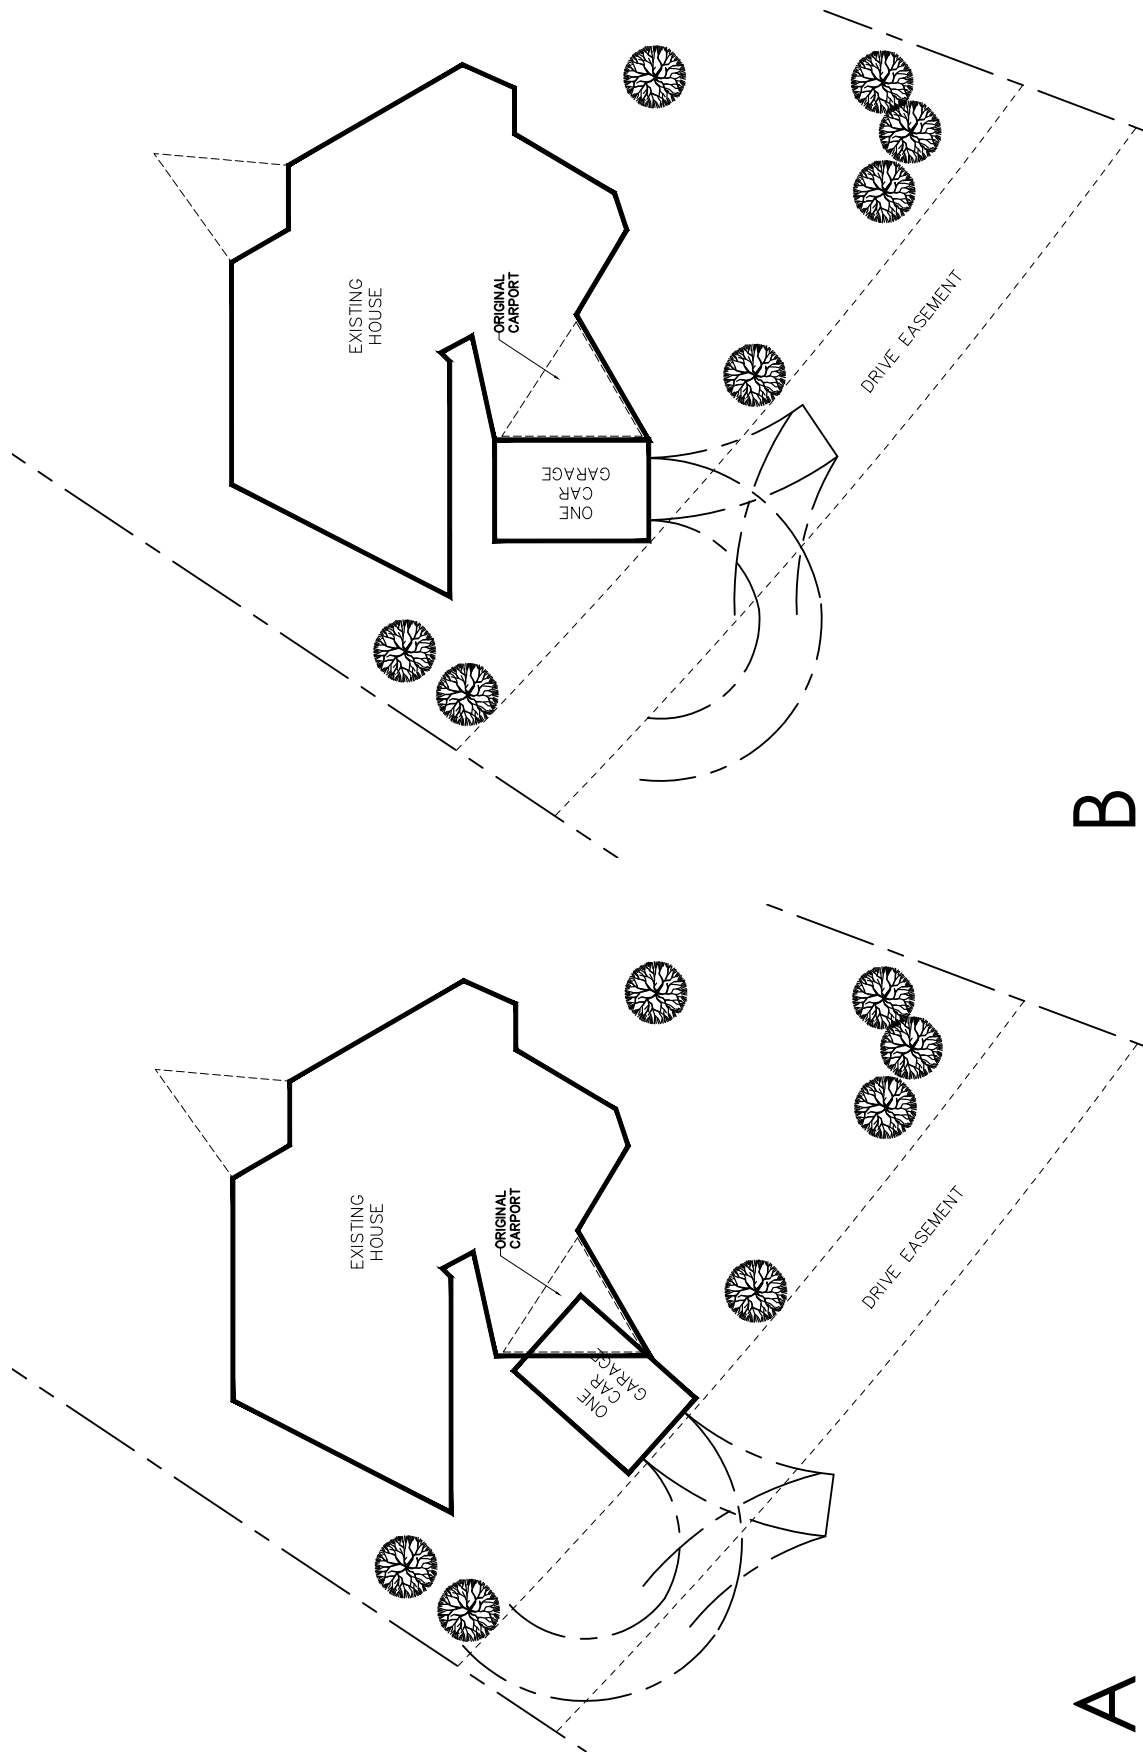 EXISTING
HOUSE
ORIGINAL
CARPORT
ONE
CAR
GARAGE
DRIVE EASEMENT
A
EXISTING
HOUSE
ORIGINAL
CARPORT
ONE
CAR
GARAGE
DRIVE EASEMENT
B